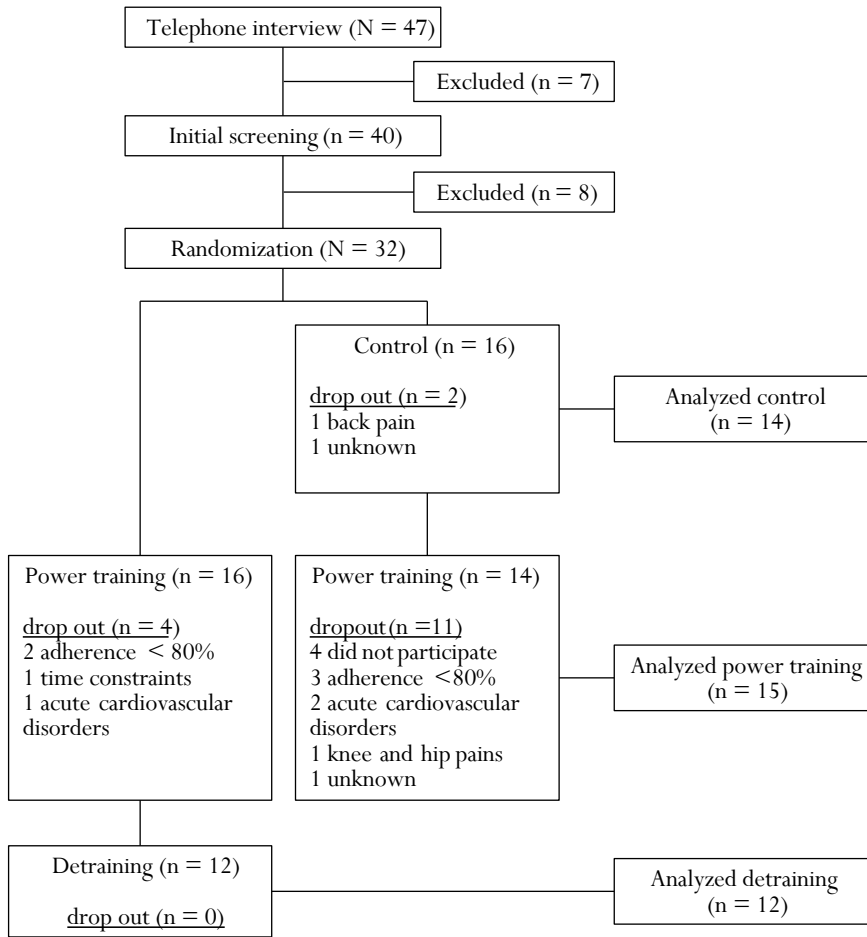 Telephone interview (N = 47)
Excluded (n = 7)
Initial screening (n = 40)
Excluded (n = 8)
Randomization (N = 32)
Control (n = 16)
drop out (n = 2)
1 back pain
1 unknown
Analyzed control
(n = 14)
Power training (n = 16)
drop out (n = 4)
2 adherence < 80%
1 time constraints
1 acute cardiovascular
disorders
Power training (n = 14)
dropout (n =11)
4 did not participate
3 adherence <80%
2 acute cardiovascular
disorders
1 knee and hip pains
1 unknown
Analyzed power training
(n = 15)
Detraining (n = 12)
drop out (n = 0)
Analyzed detraining
(n = 12)